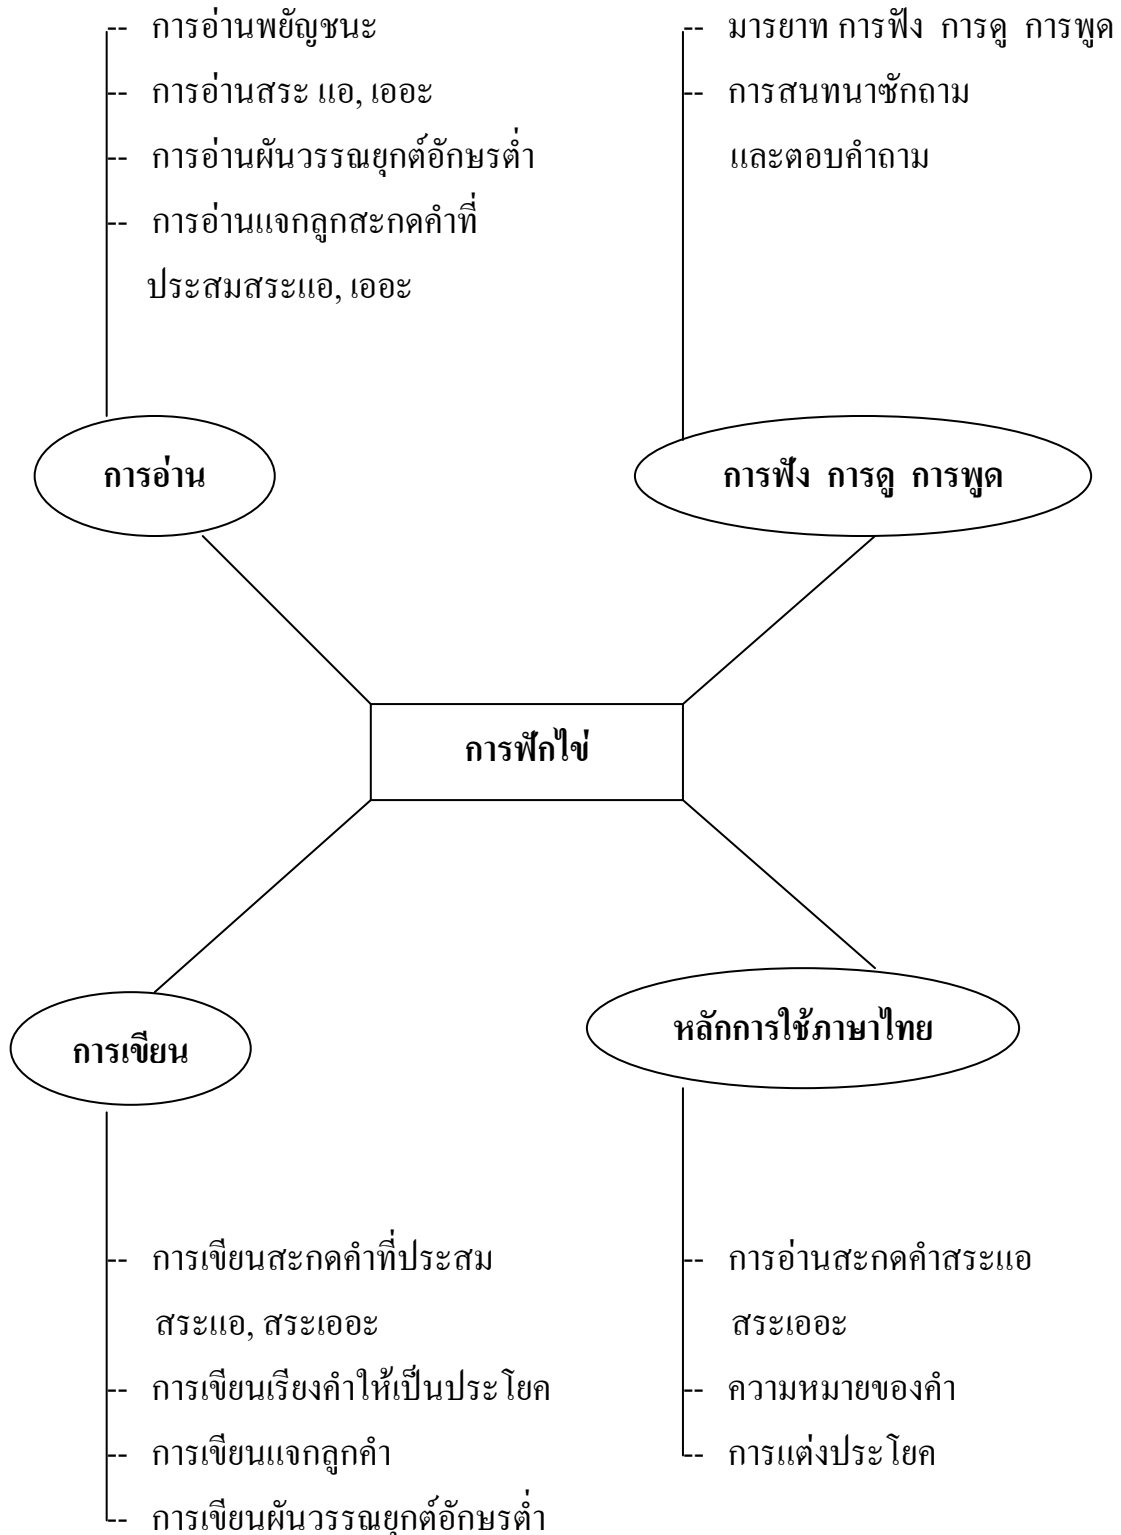 -- การอ่านพยัญชนะ
-- การอ่านสระ แอ, เออะ
-- การอ่านผันวรรณยุกต์อักษรต่ำ
-- การอ่านแจกลูกสะกดคำที่
ประสมสระแอ, เออะ
-- มารยาท การฟัง การดู การพูด
-- การสนทนาซักถาม
และตอบคำถาม
การอ่าน
การฟัง การดู การพูด
การฟักไข่
การเขียน
หลักการใช้ภาษาไทย
-- การเขียนสะกดคำที่ประสม
สระแอ, สระเออะ
-- การเขียนเรียงคำให้เป็นประโยค
-- การเขียนแจกลูกคำ
-- การเขียนผันวรรณยุกต์อักษรต่ำ
-- การอ่านสะกดคำสระแอ
สระเออะ
-- ความหมายของคำ
-- การแต่งประโยค